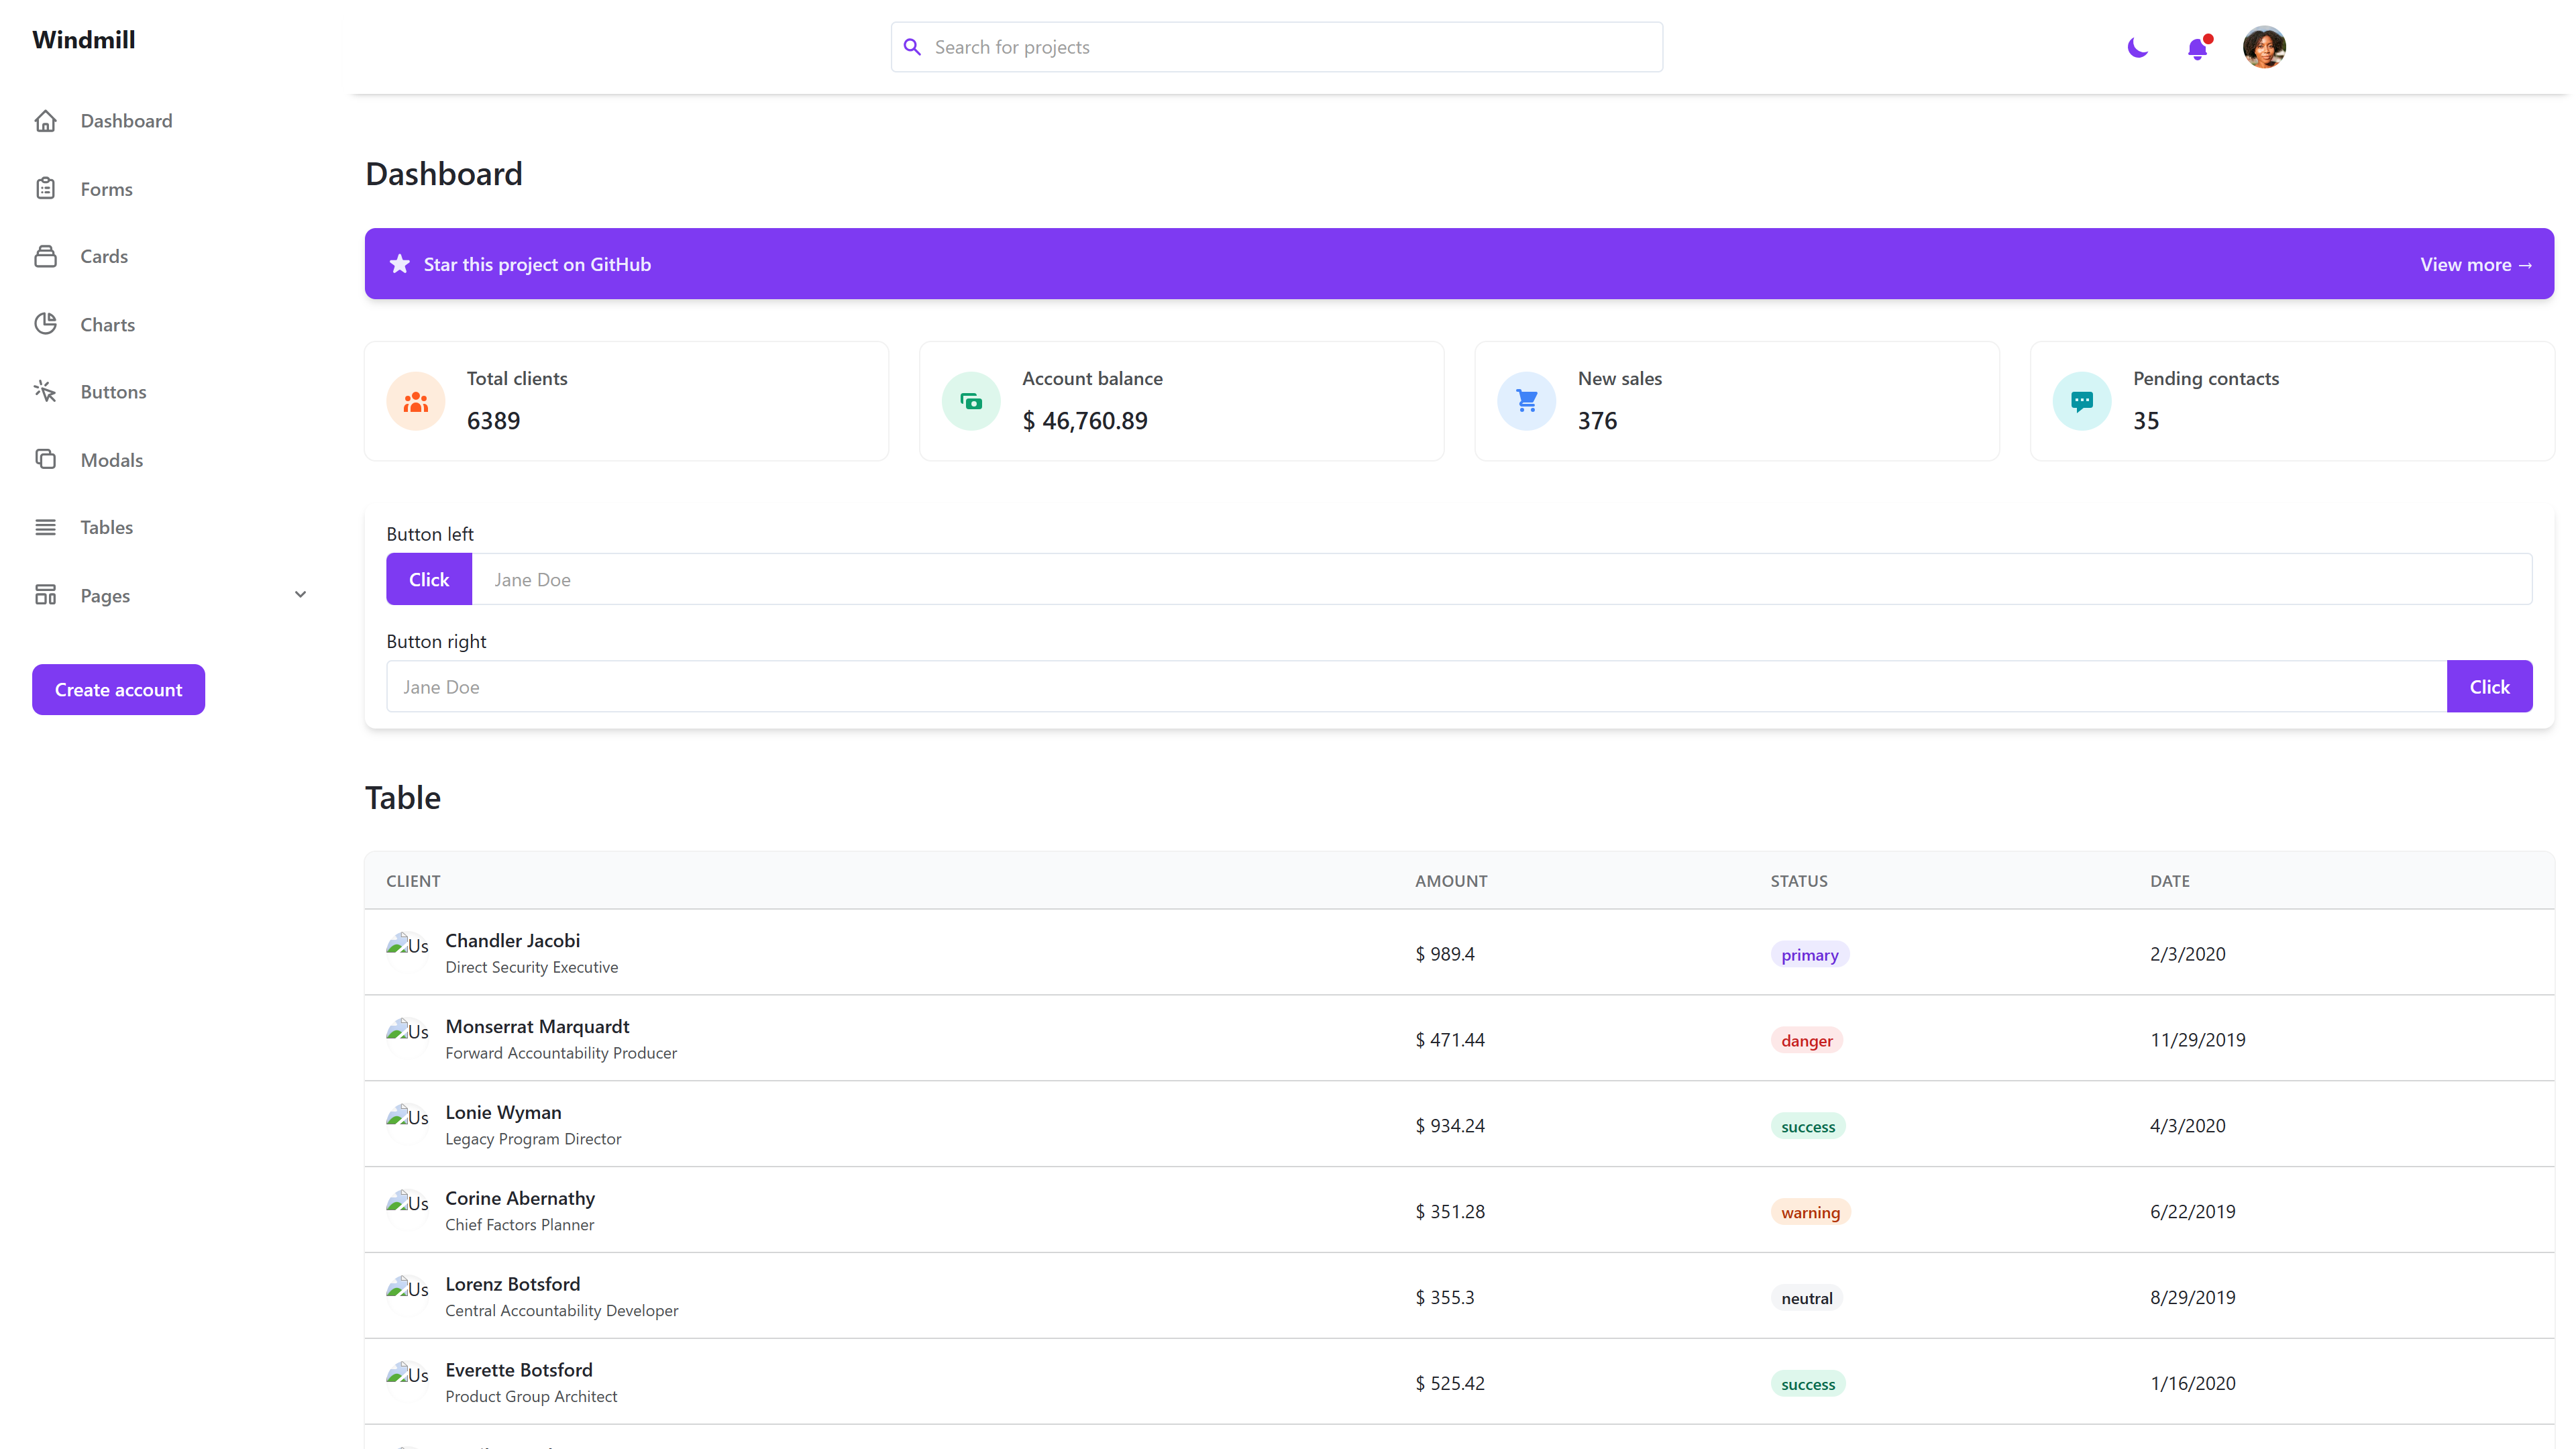 Windmill
Search for projects
Dashboard
Forms
Cards
Charts
Buttons
Modals
Tables
Pages
Create account
Dashboard
Star this project on GitHub
View more →
Total clients
6389
Account balance
$ 46,760.89
New sales
376
Pending contacts
35
Button left
Click
Jane Doe
Button right
Jane Doe
Click
Table
CLIENT AMOUNT STATUS DATE
Us
Chandler Jacobi
Direct Security Executive
$ 989.4
primary
2/3/2020
Us
Monserrat Marquardt
Forward Accountability Producer
$ 471.44
danger
11/29/2019
Us
Lonie Wyman
Legacy Program Director
$ 934.24
success
4/3/2020
Us
Corine Abernathy
Chief Factors Planner
$ 351.28
warning
6/22/2019
Us
Lorenz Botsford
Central Accountability Developer
$ 355.3
neutral
8/29/2019
Us
Everette Botsford
Product Group Architect
$ 525.42
success
1/16/2020